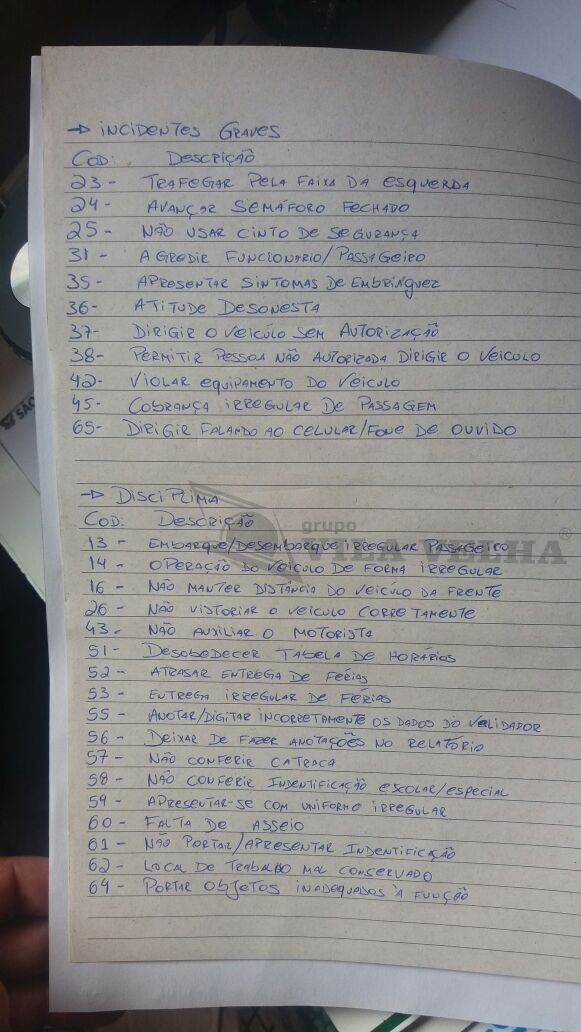 → INCIDENTES GRAVES
COD: DESCRIÇÃO
23 - TRAFEGAR PELA FAIXA DA ESQUERDA
24 - AVANÇAR SEMÁFORO FECHADO
25 - NÃO USAR CINTO DE SEGURANÇA
31 - AGREDIR FUNCIONARIO/PASSAGEIRO
35 - APRESENTAR SINTOMAS DE EMBRINGUEZ
36 - ATITUDE DESONESTA
37 - DIRIGIR O VEICULO SEM AUTORIZAÇÃO
38 - PERMITIR PESSOA NÃO AUTORIZADA DIRIGIR O VEICULO
42 - VIOLAR EQUIPAMENTO DO VEICULO
45 - COBRANÇA IRREGULAR DE PASSAGEM
65 - DIRIGIR FALANDO AO CELULAR/FONE DE OUVIDO
→ DISCIPLINA
COD: DESCRIÇÃO
grupo
VILA VELHA®
13 - EMBARQUE/DESEMBARQUE IRREGULAR PASSAGEIRO
14 - OPERAÇÃO DO VEICULO DE FORMA IRREGULAR
16 - NÃO MANTER DISTÂNCIA DO VEICULO DA FRENTE
26 - NÃO VISTORIAR O VEICULO CORRETAMENTE
43 - NÃO AUXILIAR O MOTORISTA
51 - DESOBEDECER TABELA DE HORÁRIOS
52 - ATRASAR ENTREGA DE FÉRIAS
53 - ENTREGA IRREGULAR DE FÉRIAS
55 - ANOTAR/DIGITAR INCORRETAMENTE OS DADOS DO VALIDADOR
56 - DEIXAR DE FAZER ANOTAÇÕES NO RELATÓRIO
57 - NÃO CONFERIR CATRACA
58 - NÃO CONFERIR INDENTIFICAÇÃO ESCOLAR/ESPECIAL
59 - APRESENTAR-SE COM UNIFORME IRREGULAR
60 - FALTA DE ASSEIO
61 - NÃO PORTAR/APRESENTAR INDENTIFICAÇÃO
62 - LOCAL DE TRABALHO MAL CONSERVADO
64 - PORTAR OBJETOS INADEQUADOS À FUNÇÃO